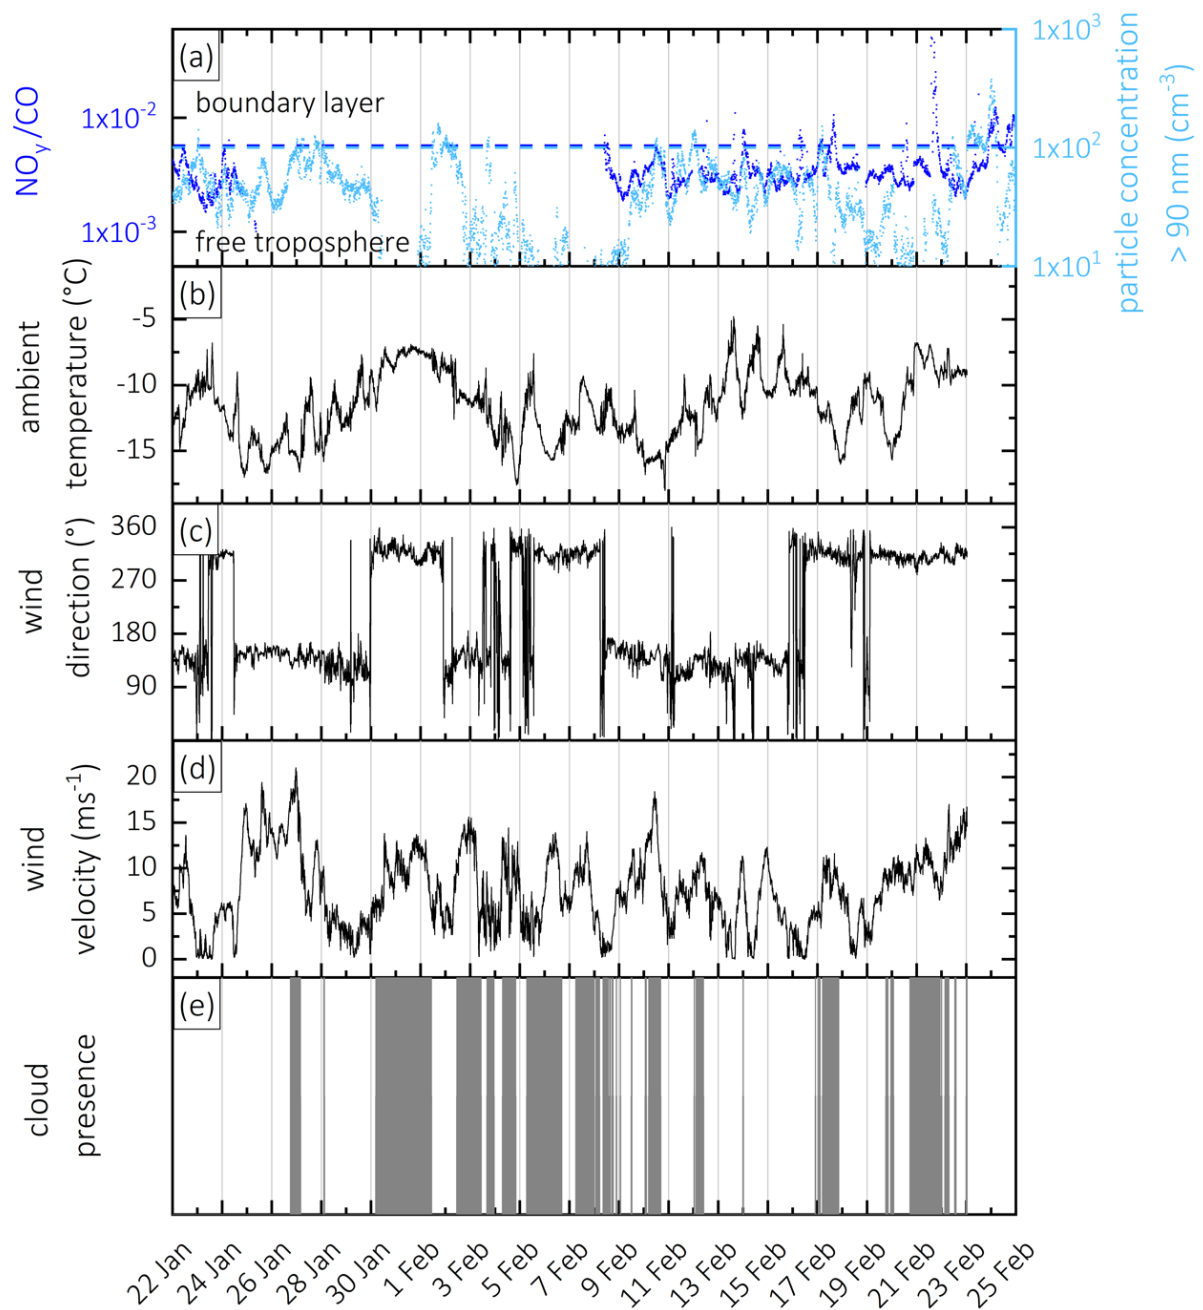 (a)
boundary layer
free troposphere
NOy/CO
1x10-2
1x10-3
1x103
1x102
1x101
particle concentration
> 90 nm (cm-3)
(b)
ambient
temperature (°C)
-5
-10
-15
(c)
wind
direction (°)
360
270
180
90
(d)
wind
velocity (ms-1)
20
15
10
5
0
(e)
cloud
presence
22 Jan
24 Jan
26 Jan
28 Jan
30 Jan
1 Feb
3 Feb
5 Feb
7 Feb
9 Feb
11 Feb
13 Feb
15 Feb
17 Feb
19 Feb
21 Feb
23 Feb
25 Feb